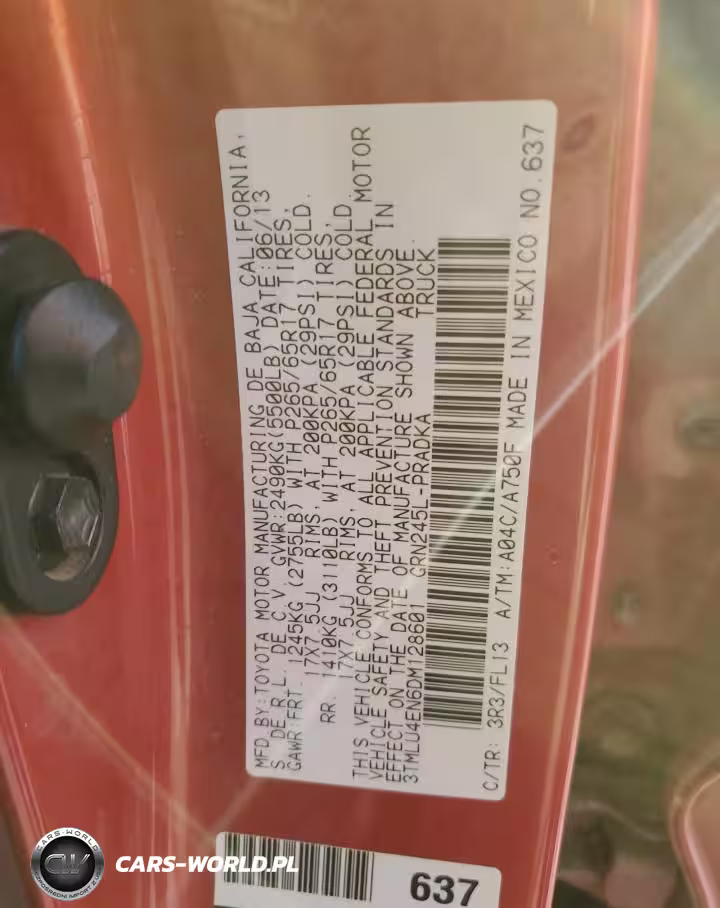 MFD.BY:TOYOTA MOTOR MANUFACTURING DE BAJA CALIFORNIA,
S. DE R.L. DE C.V. GVWR:2490KG(5500LB) DATE:06/13
GAWR:FRT. 1245KG (2755LB) WITH P265/65R17 TIRES,
17X7.5JJ RIMS, AT 200KPA (29PSI) COLD.
RR. 1410KG (3110LB) WITH P265/65R17 TIRES,
17X7.5JJ RIMS, AT 200KPA (29PSI) COLD.
THIS VEHICLE CONFORMS TO ALL APPLICABLE FEDERAL MOTOR
VEHICLE SAFETY AND THEFT PREVENTION STANDARDS IN
EFFECT ON THE DATE OF MANUFACTURE SHOWN ABOVE.
3TMLU4EN6DM128601 GRN245L-PRADKA TRUCK
C/TR: 3R3/FL13 A/TM:A04C/A750F MADE IN MEXICO NO.637
637
CARS-WORLD.PL
CARS-WORLD
CW